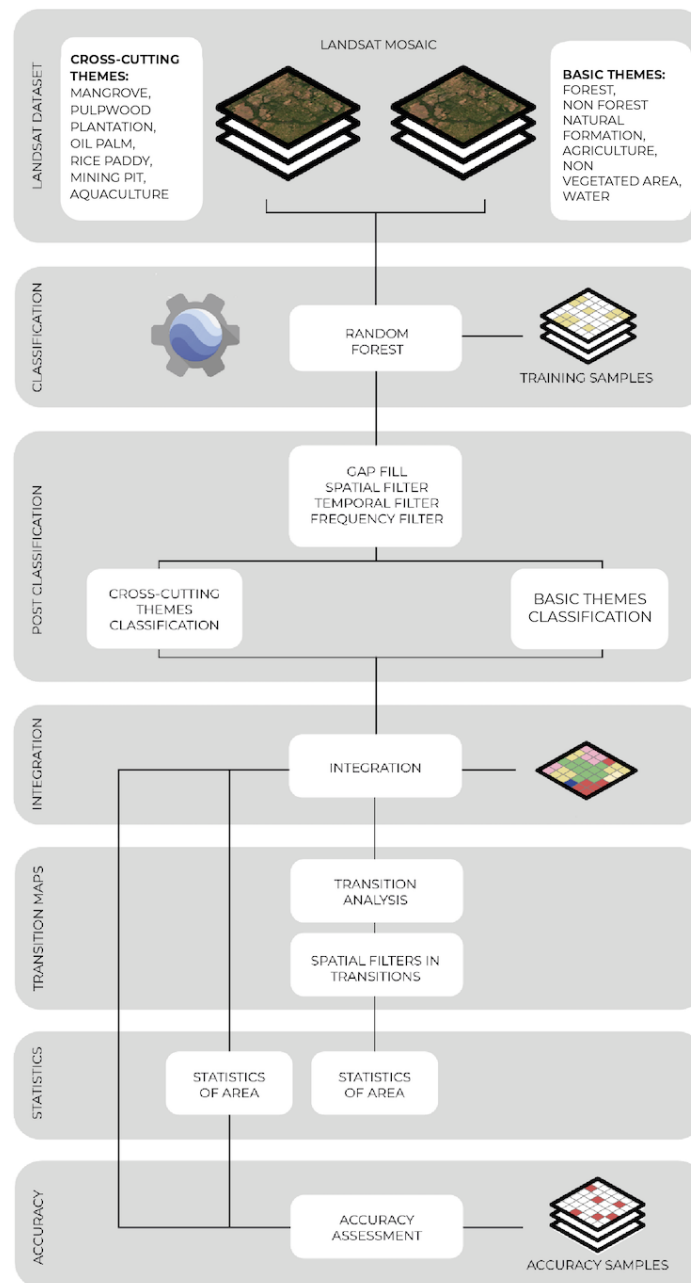 LANDSAT DATASET
CROSS-CUTTING
THEMES:
MANGROVE,
PULPWOOD
PLANTATION,
OIL PALM,
RICE PADDY,
MINING PIT,
AQUACULTURE
LANDSAT MOSAIC
BASIC THEMES:
FOREST,
NON FOREST
NATURAL
FORMATION,
AGRICULTURE,
NON
VEGETATED AREA,
WATER
CLASSIFICATION
RANDOM
FOREST
TRAINING SAMPLES
POST CLASSIFICATION
GAP FILL
SPATIAL FILTER
TEMPORAL FILTER
FREQUENCY FILTER
CROSS-CUTTING
THEMES
CLASSIFICATION
BASIC THEMES
CLASSIFICATION
INTEGRATION
INTEGRATION
TRANSITION MAPS
TRANSITION
ANALYSIS
SPATIAL FILTERS IN
TRANSITIONS
STATISTICS
STATISTICS
OF AREA
STATISTICS
OF AREA
ACCURACY
ACCURACY
ASSESSMENT
ACCURACY SAMPLES